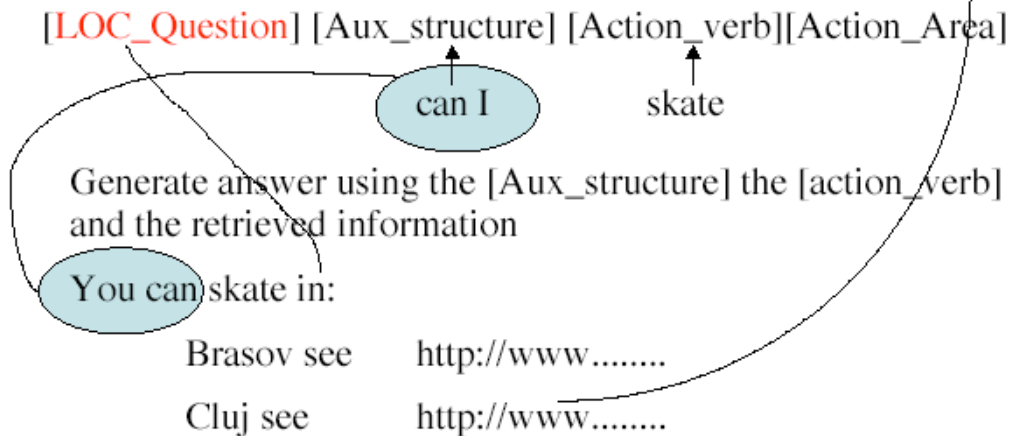 [LOC_Question] [Aux_structure] [Action_verb][Action_Area]
can I skate
Generate answer using the [Aux_structure] the [action_verb]
and the retrieved information
You can skate in:
Brasov see http://www........
Cluj see http://www........